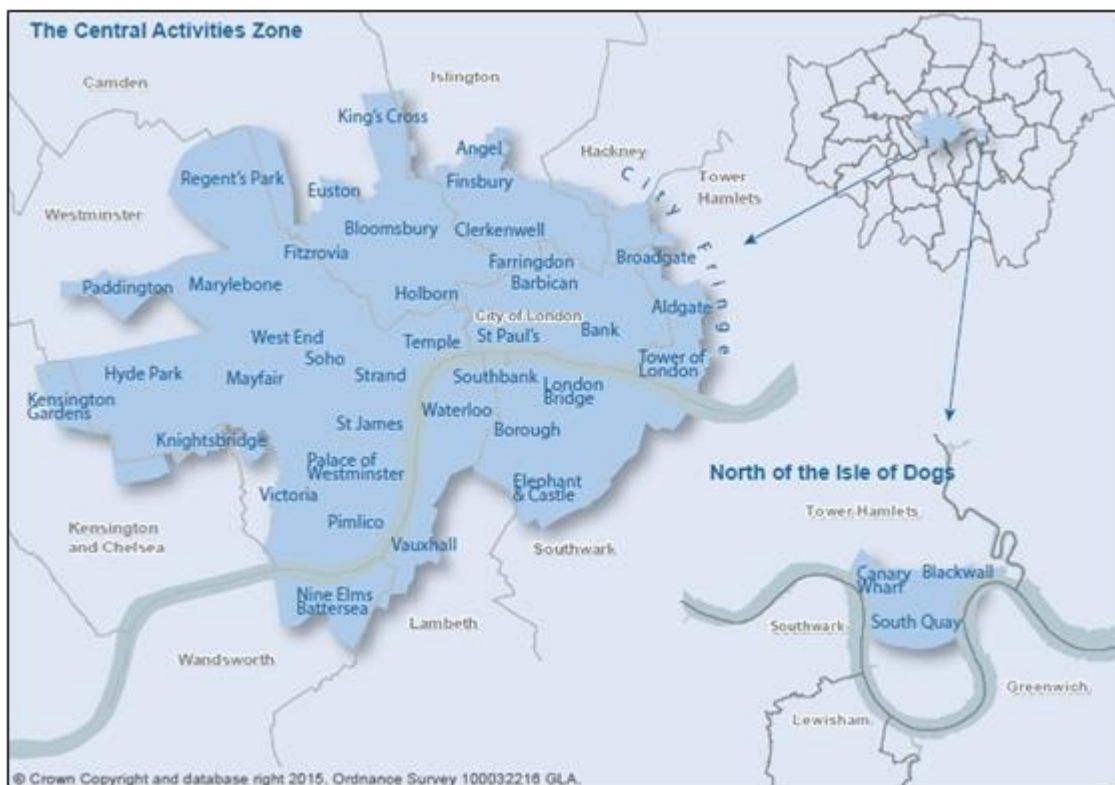 The Central Activities Zone
Camden
Islington
King's Cross
Angel
Hackney
Finsbury
City Fringe
Tower
Hamlets
Regent's Park
Euston
Westminster
Bloomsbury
Clerkenwell
Fitzrovia
Broadgate
Farringdon
Paddington
Marylebone
Barbican
Holborn
Aldgate
City of London
West End
Temple
St Paul's
Bank
Soho
Tower of
London
Hyde Park
Mayfair
Strand
Southbank
London
Bridge
Kensington
Gardens
Waterloo
St James
Borough
Knightsbridge
Palace of
Westminster
Elephant
& Castle
Victoria
Pimlico
Kensington
and Chelsea
Vauxhall
Southwark
Nine Elms
Battersea
Lambeth
Wandsworth
North of the Isle of Dogs
Tower Hamlets
Canary
Wharf
Blackwall
Southwark
South Quay
Greenwich
Lewisham
© Crown Copyright and database right 2015. Ordnance Survey 100032216 GLA.